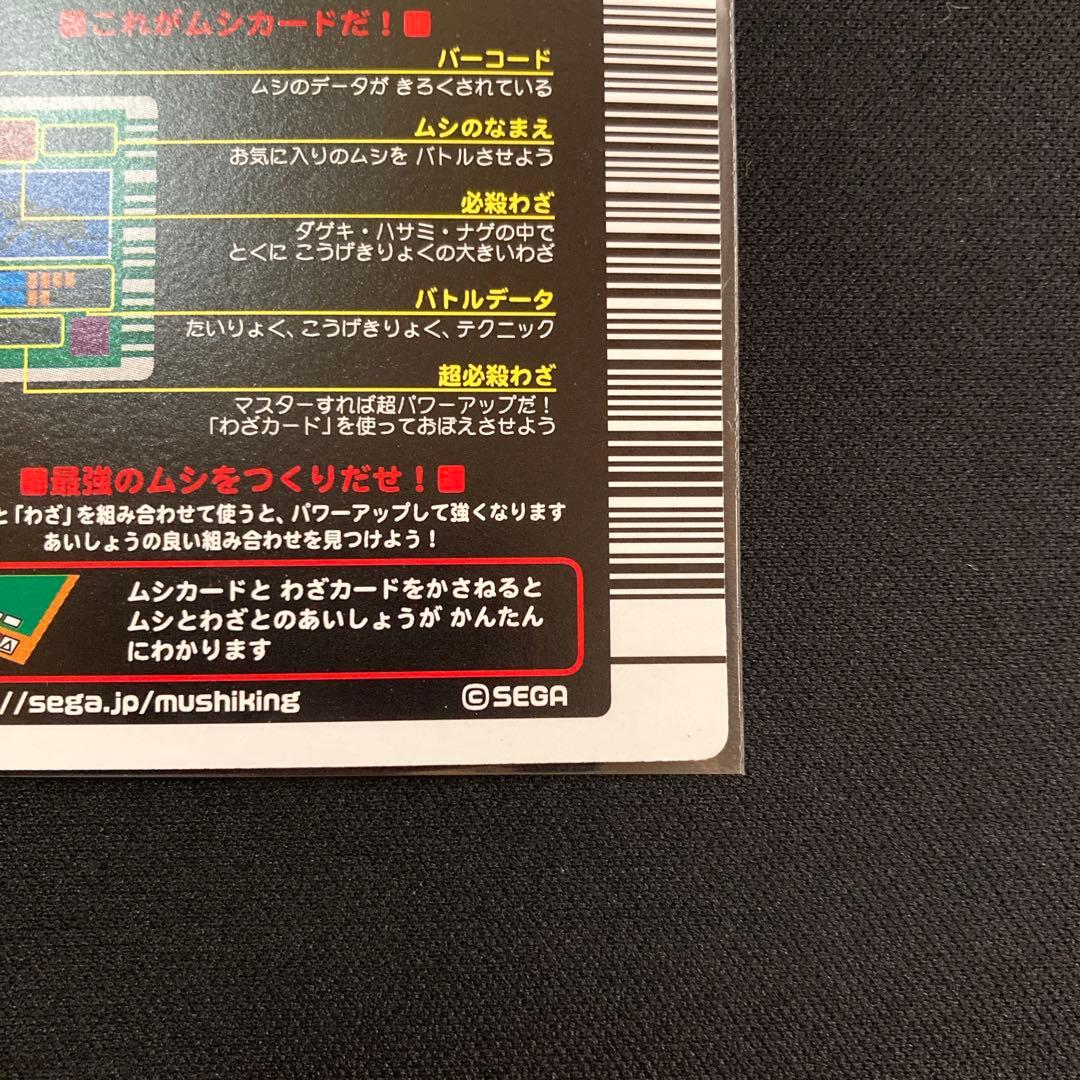 これがムシカードだ！
バーコード
ムシのデータが きろくされている
ムシのなまえ
お気に入りのムシを バトルさせよう
必殺わざ
ダゲキ・ハサミ・ナゲの中で
とくに こうげきりょくの大きいわざ
バトルデータ
たいりょく、こうげきりょく、テクニック
超必殺わざ
マスターすれば超パワーアップだ！
「わざカード」を使っておぼえさせよう
最強のムシをつくりだせ！
と「わざ」を組み合わせて使うと、パワーアップして強くなります
あいしょうの良い組み合わせを見つけよう！
ムシカードと わざカードをかさねると
ムシとわざとのあいしょうが かんたん
にわかります
//sega.jp/mushiking
©SEGA